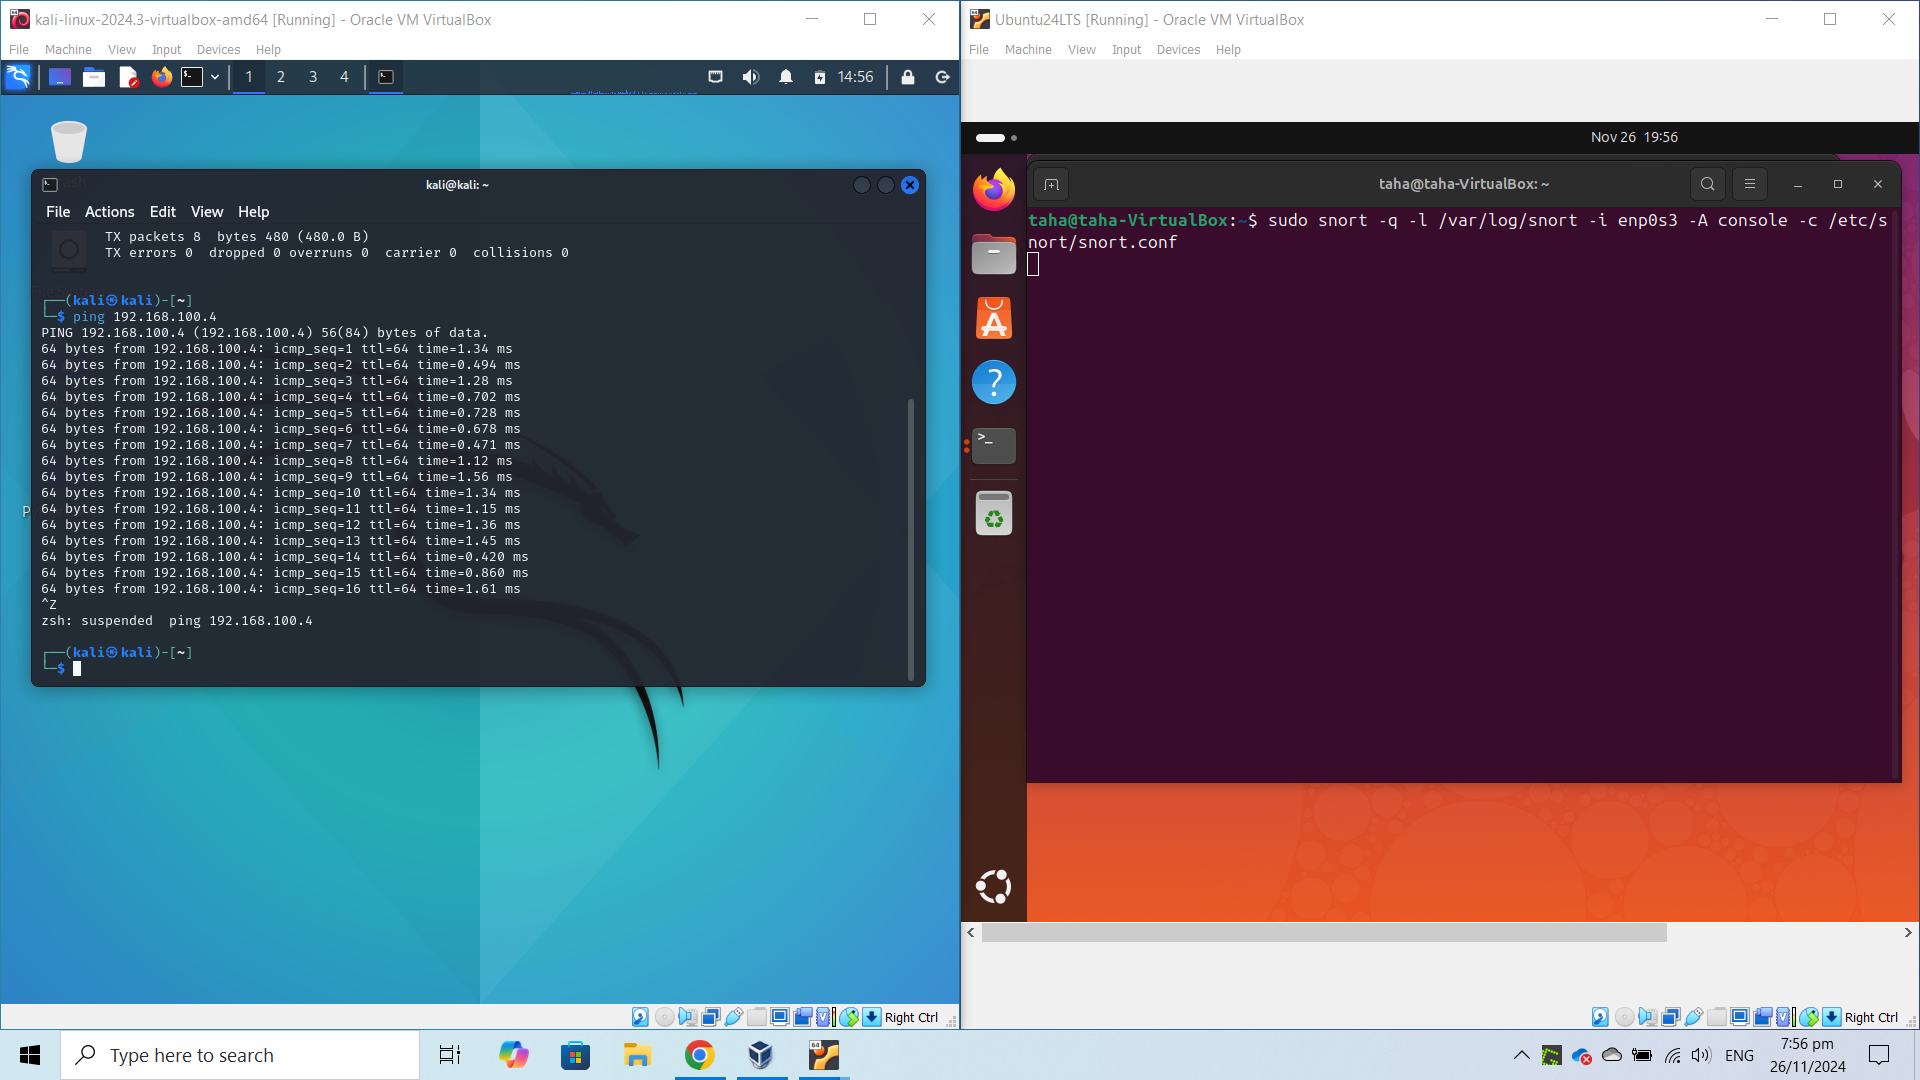 kali-linux-2024.3-virtualbox-amd64 [Running] - Oracle VM VirtualBox
File Machine View Input Devices Help
1 2 3 4 14:56
kali@kali: ~
File Actions Edit View Help
TX packets 8  bytes 480 (480.0 B)
TX errors 0  dropped 0 overruns 0  carrier 0  collisions 0
┌──(kali㉿kali)-[~]
└─$ ping 192.168.100.4
PING 192.168.100.4 (192.168.100.4) 56(84) bytes of data.
64 bytes from 192.168.100.4: icmp_seq=1 ttl=64 time=1.34 ms
64 bytes from 192.168.100.4: icmp_seq=2 ttl=64 time=0.494 ms
64 bytes from 192.168.100.4: icmp_seq=3 ttl=64 time=1.28 ms
64 bytes from 192.168.100.4: icmp_seq=4 ttl=64 time=0.702 ms
64 bytes from 192.168.100.4: icmp_seq=5 ttl=64 time=0.728 ms
64 bytes from 192.168.100.4: icmp_seq=6 ttl=64 time=0.678 ms
64 bytes from 192.168.100.4: icmp_seq=7 ttl=64 time=0.471 ms
64 bytes from 192.168.100.4: icmp_seq=8 ttl=64 time=1.12 ms
64 bytes from 192.168.100.4: icmp_seq=9 ttl=64 time=1.56 ms
64 bytes from 192.168.100.4: icmp_seq=10 ttl=64 time=1.34 ms
64 bytes from 192.168.100.4: icmp_seq=11 ttl=64 time=1.15 ms
64 bytes from 192.168.100.4: icmp_seq=12 ttl=64 time=1.36 ms
64 bytes from 192.168.100.4: icmp_seq=13 ttl=64 time=1.45 ms
64 bytes from 192.168.100.4: icmp_seq=14 ttl=64 time=0.420 ms
64 bytes from 192.168.100.4: icmp_seq=15 ttl=64 time=0.860 ms
64 bytes from 192.168.100.4: icmp_seq=16 ttl=64 time=1.61 ms
^Z
zsh: suspended  ping 192.168.100.4
┌──(kali㉿kali)-[~]
└─$
Right Ctrl
Ubuntu24LTS [Running] - Oracle VM VirtualBox
File Machine View Input Devices Help
Nov 26 19:56
taha@taha-VirtualBox: ~
taha@taha-VirtualBox:~$ sudo snort -q -l /var/log/snort -i enp0s3 -A console -c /etc/s
nort/snort.conf
Right Ctrl
Type here to search
ENG
7:56 pm
26/11/2024